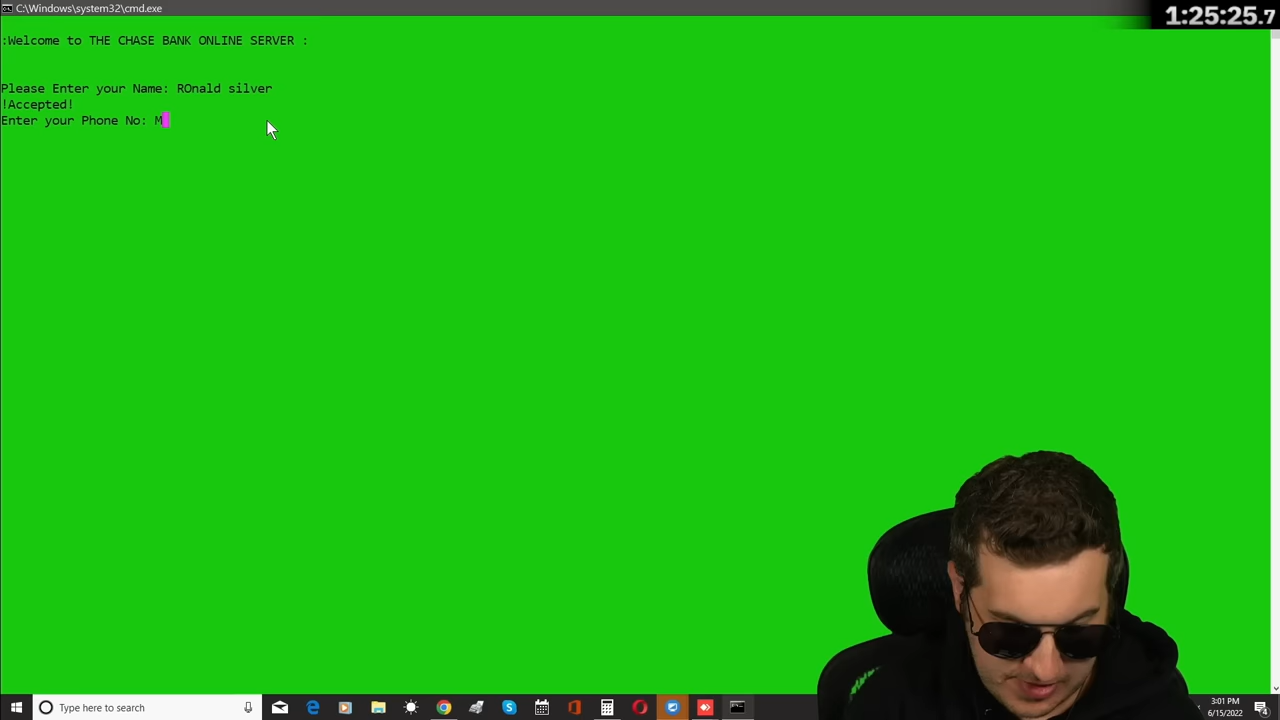 C:\Windows\system32\cmd.exe
1:25:25.7
:Welcome to THE CHASE BANK ONLINE SERVER :
Please Enter your Name: ROnald silver
!Accepted!
Enter your Phone No: M
Type here to search
3:01 PM
6/15/2022
4